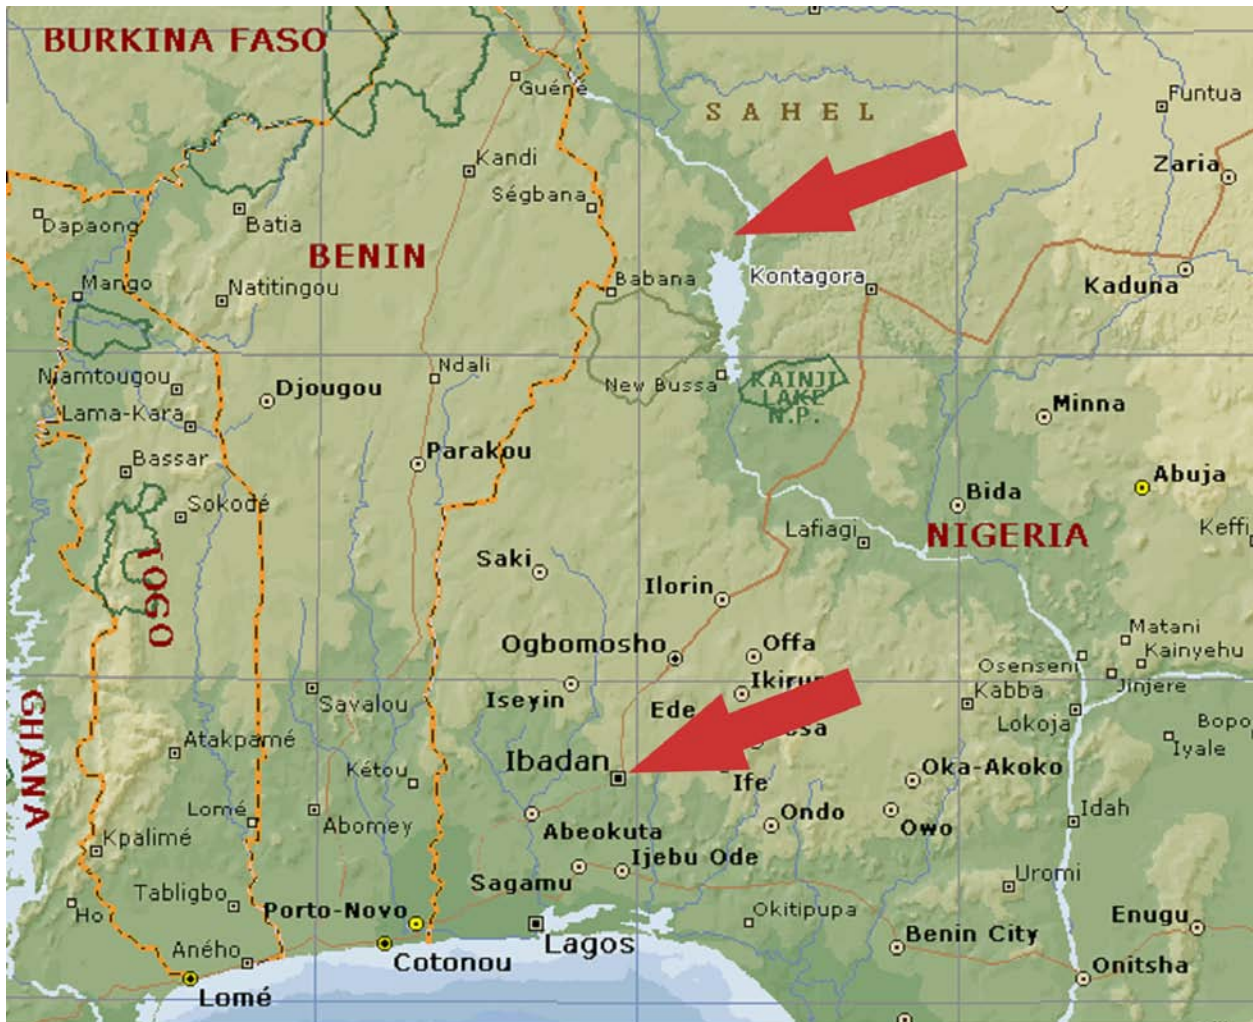 BURKINA FASO
Guéné
SAHEL
Funtua
Kandi
Zaria
Ségbana
Dapaong
Batia
BENIN
Mango
Natitingou
Babana
Kontagora
Kaduna
Niamtougou
Djougou
Ndali
New Bussa
KAINJI
LAKE
N.P.
Lama-Kara
Minna
Bassar
Parakou
Abuja
Sokodé
Bida
Lafiagi
NIGERIA
Keffi
TOGO
Saki
Ilorin
Ogbomosho
Offa
Matani
Osenseni
Kainyehu
Iseyin
Jinjere
GHANA
Savalou
Ede
Kabba
Lokoja
Bopo
Atakpamé
Iyale
Ibadan
Kétou
Ife
Oka-Akoko
Lomé
Abomey
Abeokuta
Ondo
Owo
Idah
Kpalimé
Ijebu Ode
Sagamu
Uromi
Tabligbo
Ho
Porto-Novo
Okitipupa
Enugu
Aného
Cotonou
Lagos
Benin City
Onitsha
Lomé